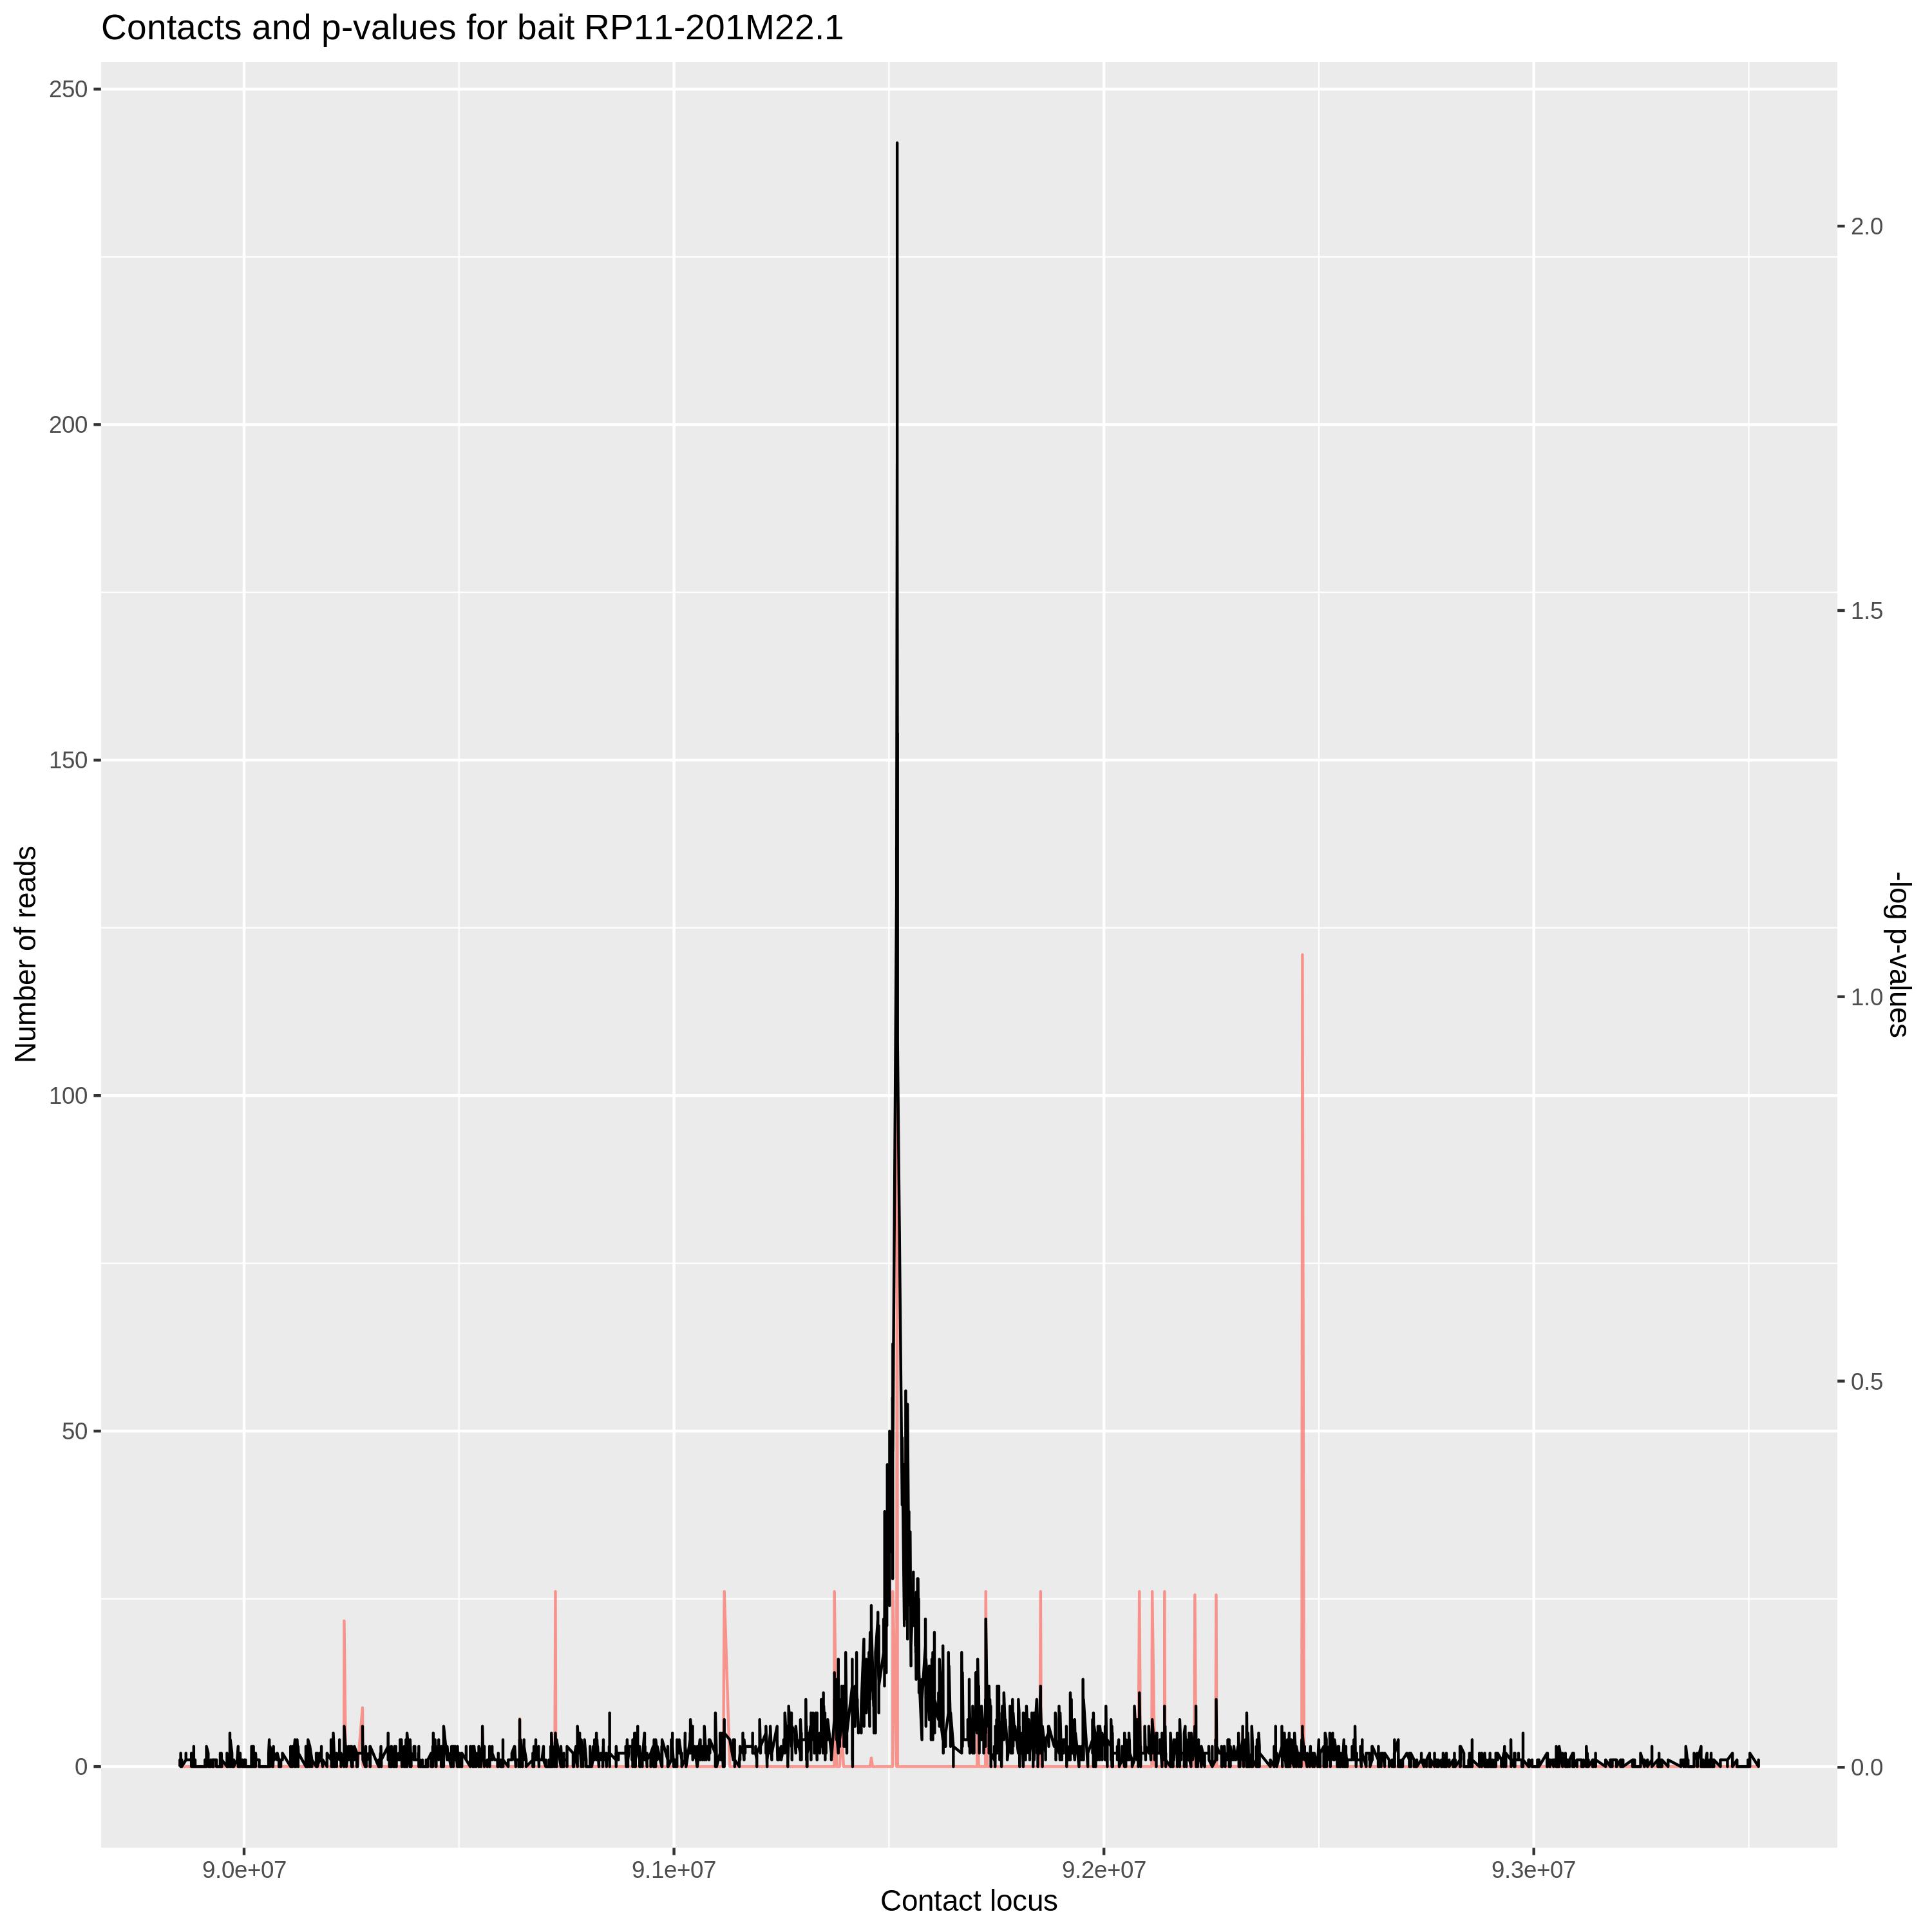 Contacts and p-values for bait RP11-201M22.1
250
200
150
100
50
0
Number of reads
2.0
1.5
1.0
0.5
0.0
-log p-values
9.0e+07
9.1e+07
9.2e+07
9.3e+07
Contact locus